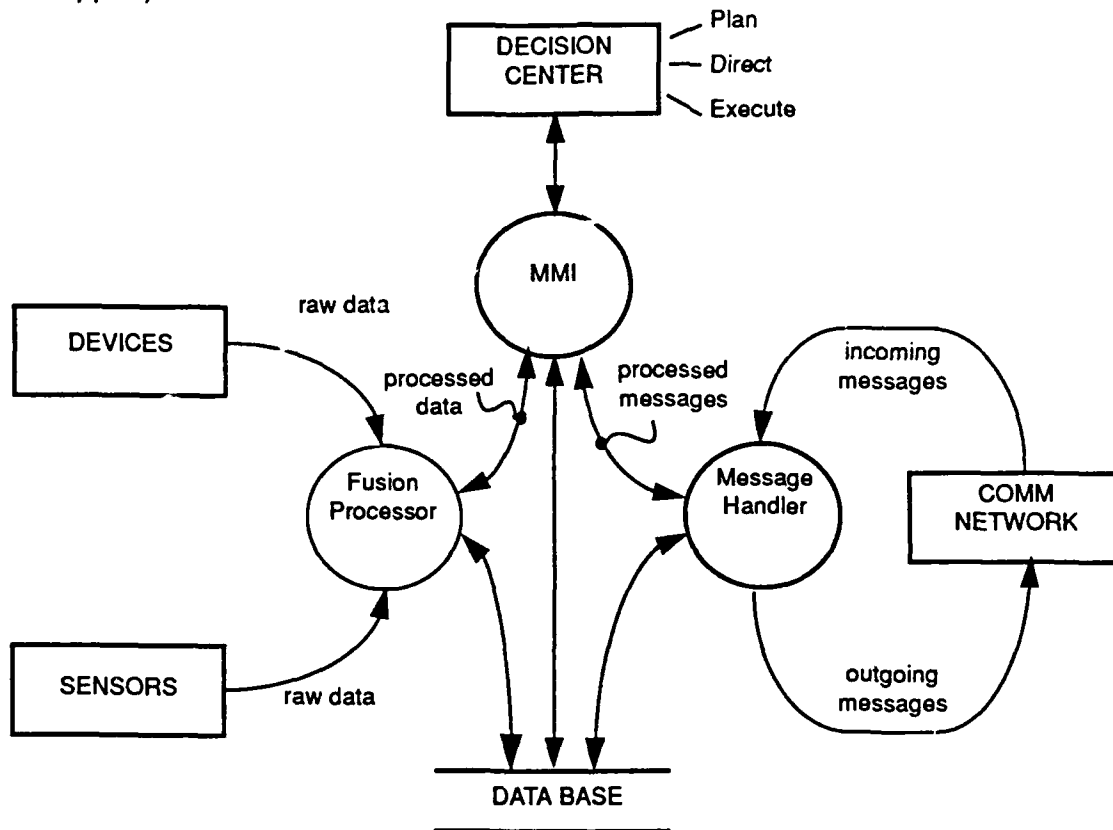 Plan
DECISION
CENTER
Direct
Execute
MMI
raw data
DEVICES
processed
data
processed
messages
incoming
messages
Fusion
Processor
Message
Handler
COMM
NETWORK
SENSORS
raw data
outgoing
messages
DATA BASE